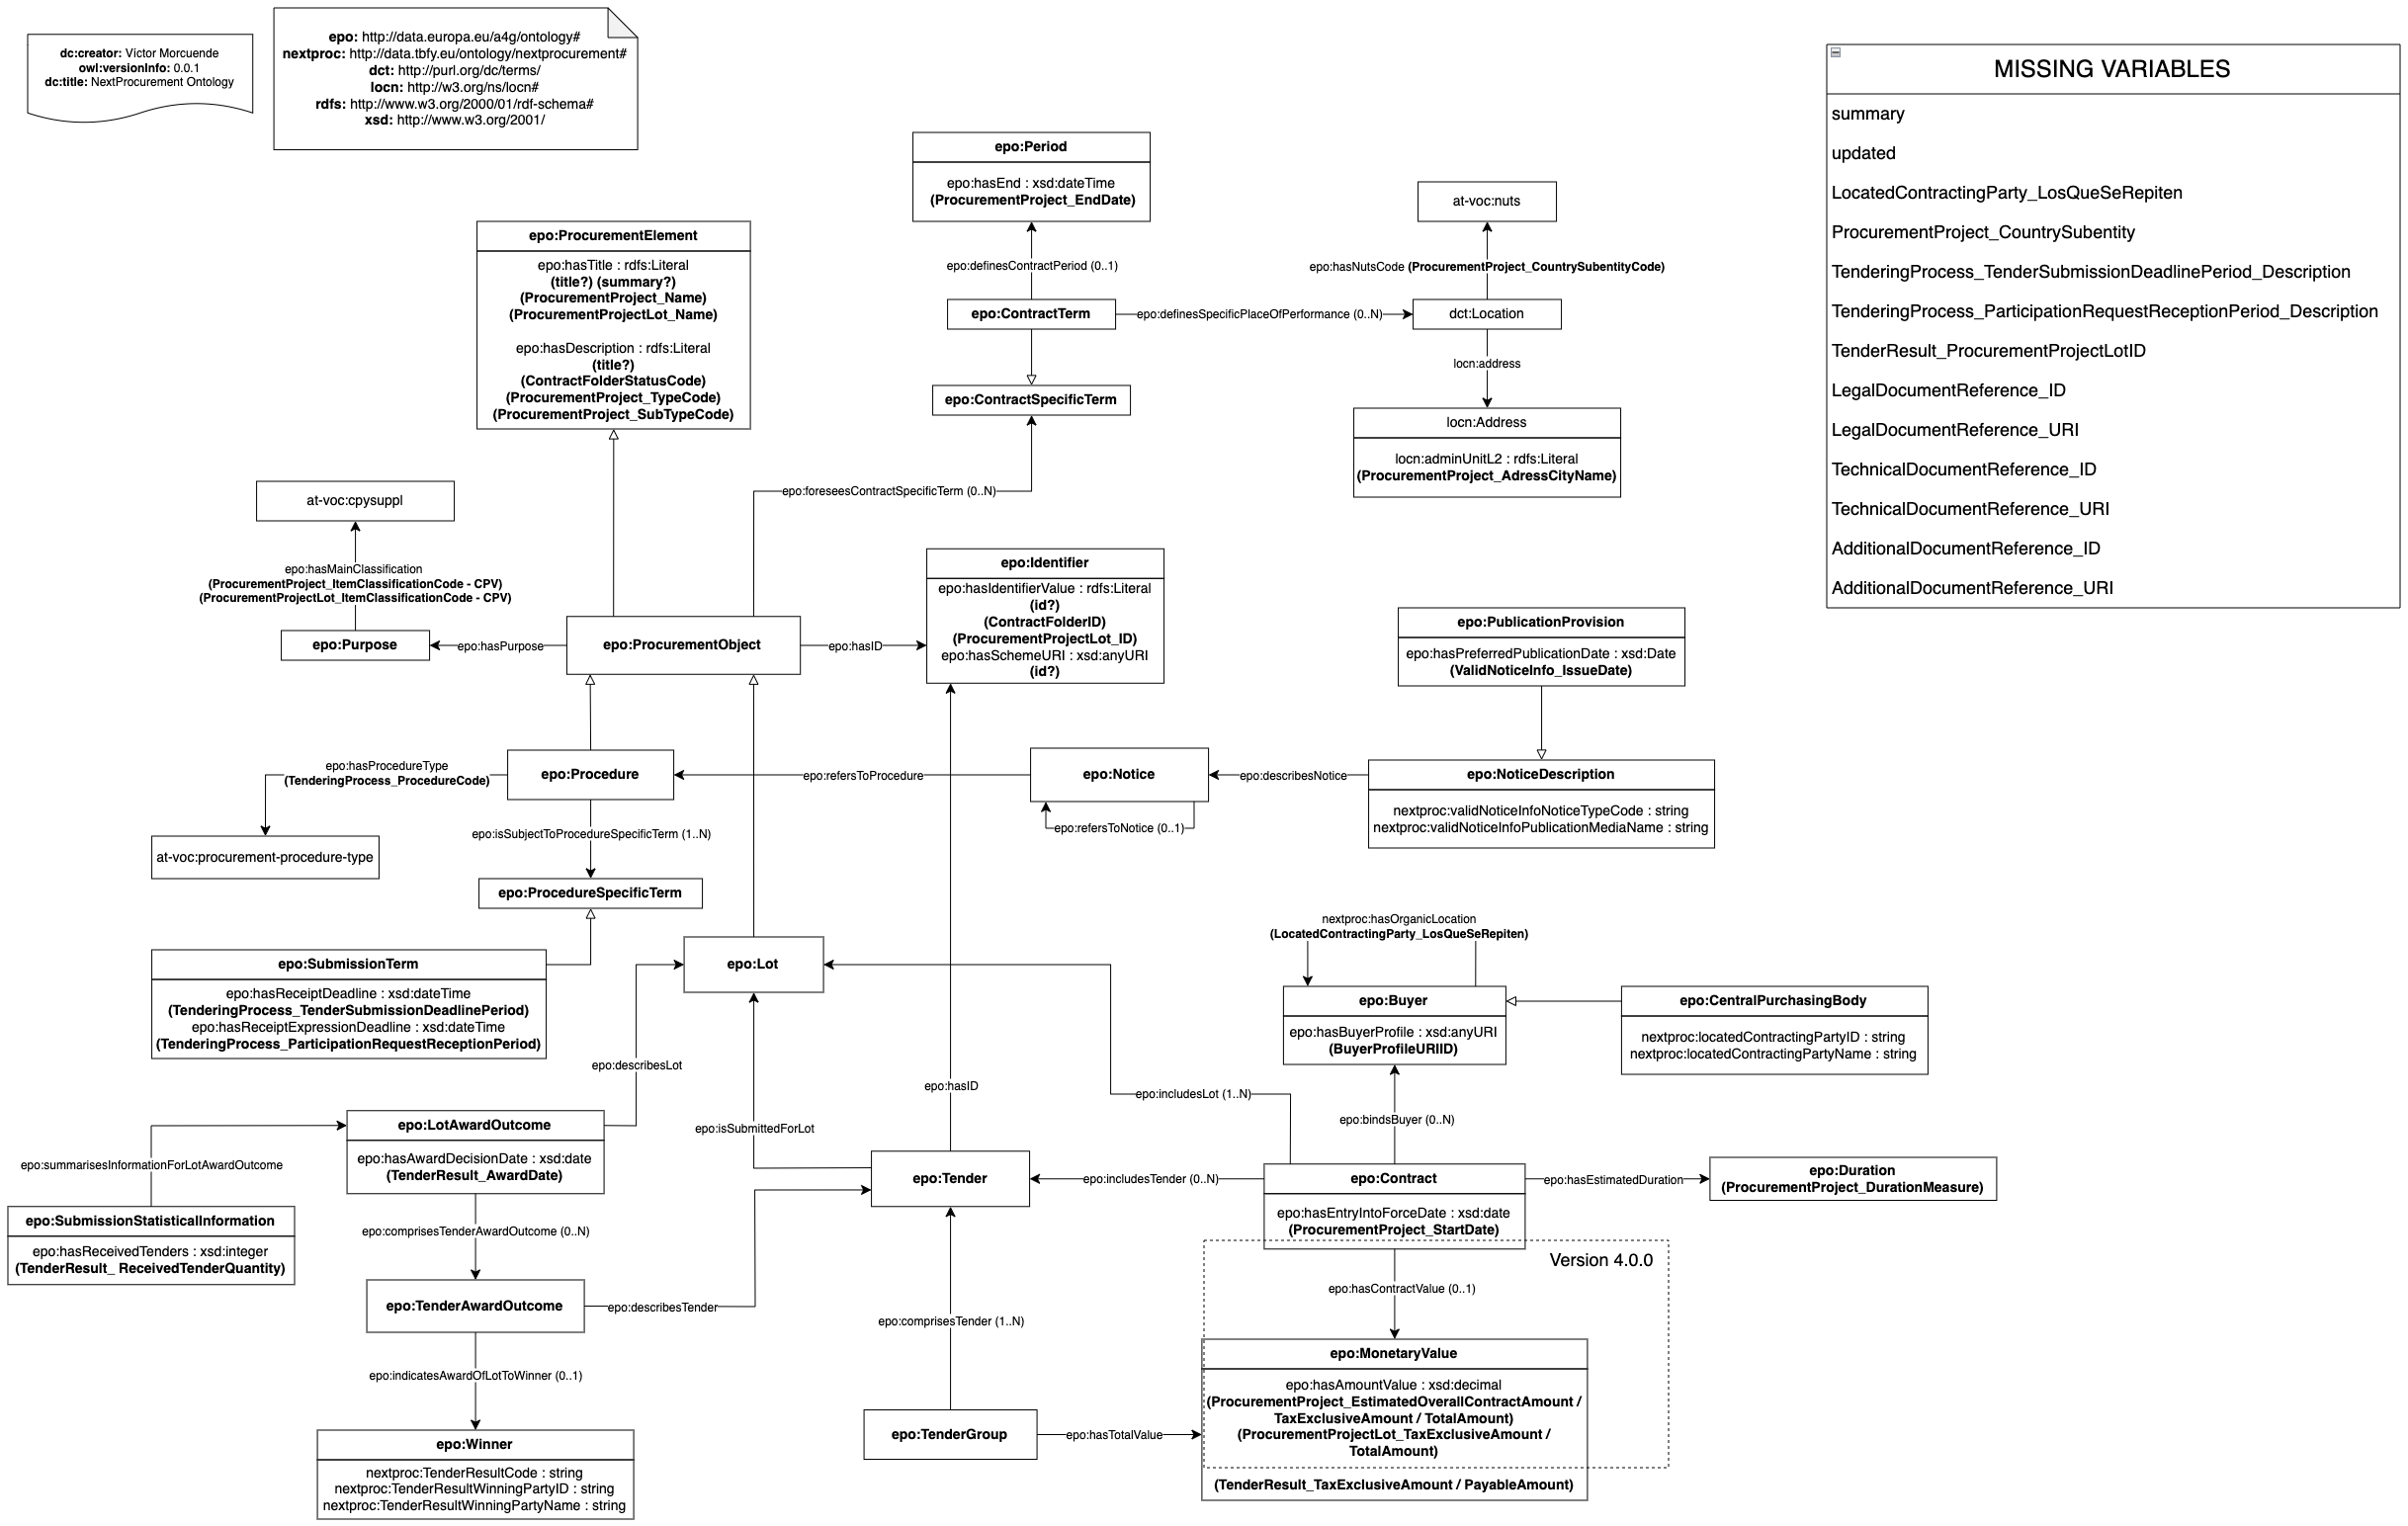 dc:creator: Víctor Morcuende
owl:versionInfo: 0.0.1
dc:title: NextProcurement Ontology
epo: http://data.europa.eu/a4g/ontology#
nextproc: http://data.tbfy.eu/ontology/nextprocurement#
dct: http://purl.org/dc/terms/
locn: http://w3.org/ns/locn#
rdfs: http://www.w3.org/2000/01/rdf-schema#
xsd: http://www.w3.org/2001/
MISSING VARIABLES
summary
updated
LocatedContractingParty_LosQueSeRepiten
ProcurementProject_CountrySubentity
TenderingProcess_TenderSubmissionDeadlinePeriod_Description
TenderingProcess_ParticipationRequestReceptionPeriod_Description
TenderResult_ProcurementProjectLotID
LegalDocumentReference_ID
LegalDocumentReference_URI
TechnicalDocumentReference_ID
TechnicalDocumentReference_URI
AdditionalDocumentReference_ID
AdditionalDocumentReference_URI
epo:Period
epo:hasEnd : xsd:dateTime
(ProcurementProject_EndDate)
at-voc:nuts
epo:ProcurementElement
epo:hasTitle : rdfs:Literal
(title?) (summary?)
(ProcurementProject_Name)
(ProcurementProjectLot_Name)
epo:hasDescription : rdfs:Literal
(title?)
(ContractFolderStatusCode)
(ProcurementProject_TypeCode)
(ProcurementProject_SubTypeCode)
epo:definesContractPeriod (0..1)
epo:hasNutsCode (ProcurementProject_CountrySubentityCode)
epo:ContractTerm
epo:definesSpecificPlaceOfPerformance (0..N)
dct:Location
locn:address
epo:ContractSpecificTerm
locn:Address
locn:adminUnitL2 : rdfs:Literal
(ProcurementProject_AdressCityName)
epo:foreseesContractSpecificTerm (0..N)
at-voc:cpysuppl
epo:hasMainClassification
(ProcurementProject_ItemClassificationCode - CPV)
(ProcurementProjectLot_ItemClassificationCode - CPV)
epo:Identifier
epo:hasIdentifierValue : rdfs:Literal
(id?)
(ContractFolderID)
(ProcurementProjectLot_ID)
epo:hasSchemeURI : xsd:anyURI
(id?)
epo:Purpose
epo:hasPurpose
epo:ProcurementObject
epo:hasID
epo:PublicationProvision
epo:hasPreferredPublicationDate : xsd:Date
(ValidNoticeInfo_IssueDate)
epo:hasProcedureType
(TenderingProcess_ProcedureCode)
epo:Procedure
epo:refersToProcedure
epo:Notice
epo:describesNotice
epo:NoticeDescription
nextproc:validNoticeInfoNoticeTypeCode : string
nextproc:validNoticeInfoPublicationMediaName : string
epo:refersToNotice (0..1)
epo:isSubjectToProcedureSpecificTerm (1..N)
at-voc:procurement-procedure-type
epo:ProcedureSpecificTerm
epo:SubmissionTerm
epo:hasReceiptDeadline : xsd:dateTime
(TenderingProcess_TenderSubmissionDeadlinePeriod)
epo:hasReceiptExpressionDeadline : xsd:dateTime
(TenderingProcess_ParticipationRequestReceptionPeriod)
epo:Lot
nextproc:hasOrganicLocation
(LocatedContractingParty_LosQueSeRepiten)
epo:Buyer
epo:hasBuyerProfile : xsd:anyURI
(BuyerProfileURIID)
epo:CentralPurchasingBody
nextproc:locatedContractingPartyID : string
nextproc:locatedContractingPartyName : string
epo:describesLot
epo:hasID
epo:includesLot (1..N)
epo:bindsBuyer (0..N)
epo:LotAwardOutcome
epo:hasAwardDecisionDate : xsd:date
(TenderResult_AwardDate)
epo:isSubmittedForLot
epo:summarisesInformationForLotAwardOutcome
epo:Tender
epo:includesTender (0..N)
epo:Contract
epo:hasEntryIntoForceDate : xsd:date
(ProcurementProject_StartDate)
epo:hasEstimatedDuration
epo:Duration
(ProcurementProject_DurationMeasure)
epo:SubmissionStatisticalInformation
epo:hasReceivedTenders : xsd:integer
(TenderResult_ ReceivedTenderQuantity)
epo:comprisesTenderAwardOutcome (0..N)
Version 4.0.0
epo:hasContractValue (0..1)
epo:TenderAwardOutcome
epo:describesTender
epo:comprisesTender (1..N)
epo:MonetaryValue
epo:hasAmountValue : xsd:decimal
(ProcurementProject_EstimatedOverallContractAmount /
TaxExclusiveAmount / TotalAmount)
(ProcurementProjectLot_TaxExclusiveAmount /
TotalAmount)
(TenderResult_TaxExclusiveAmount / PayableAmount)
epo:indicatesAwardOfLotToWinner (0..1)
epo:TenderGroup
epo:hasTotalValue
epo:Winner
nextproc:TenderResultCode : string
nextproc:TenderResultWinningPartyID : string
nextproc:TenderResultWinningPartyName : string